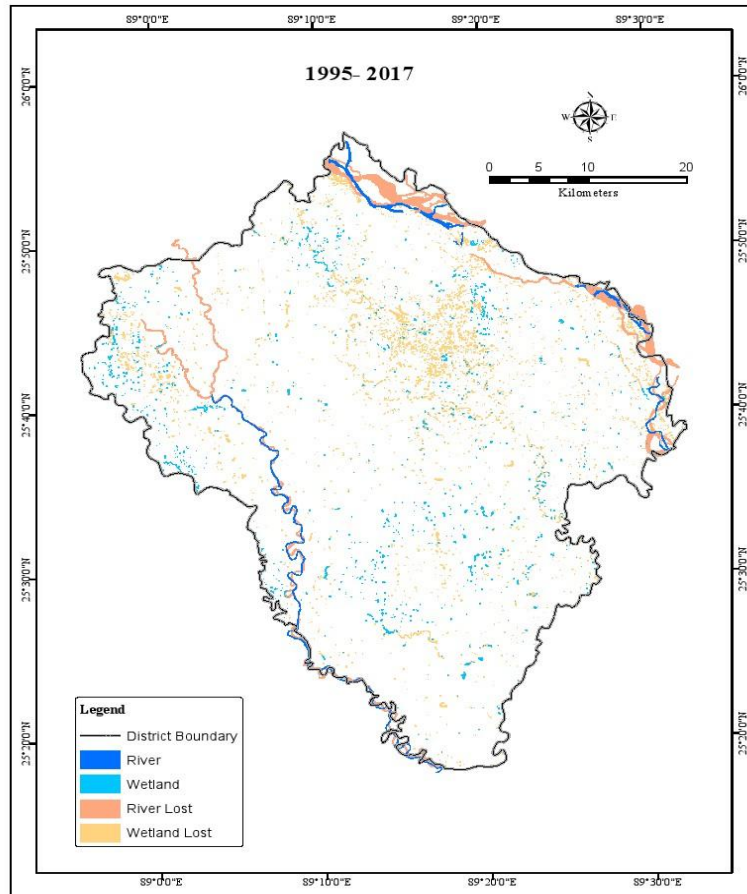 89°0'0"E 89°10'0"E 89°20'0"E 89°30'0"E
1995- 2017
26°0'0"N 26°0'0"N
N
W E
S
0 5 10 20
Kilometers
25°50'0"N 25°50'0"N
25°40'0"N 25°40'0"N
25°30'0"N 25°30'0"N
25°20'0"N 25°20'0"N
Legend
District Boundary
River
Wetland
River Lost
Wetland Lost
89°0'0"E 89°10'0"E 89°20'0"E 89°30'0"E